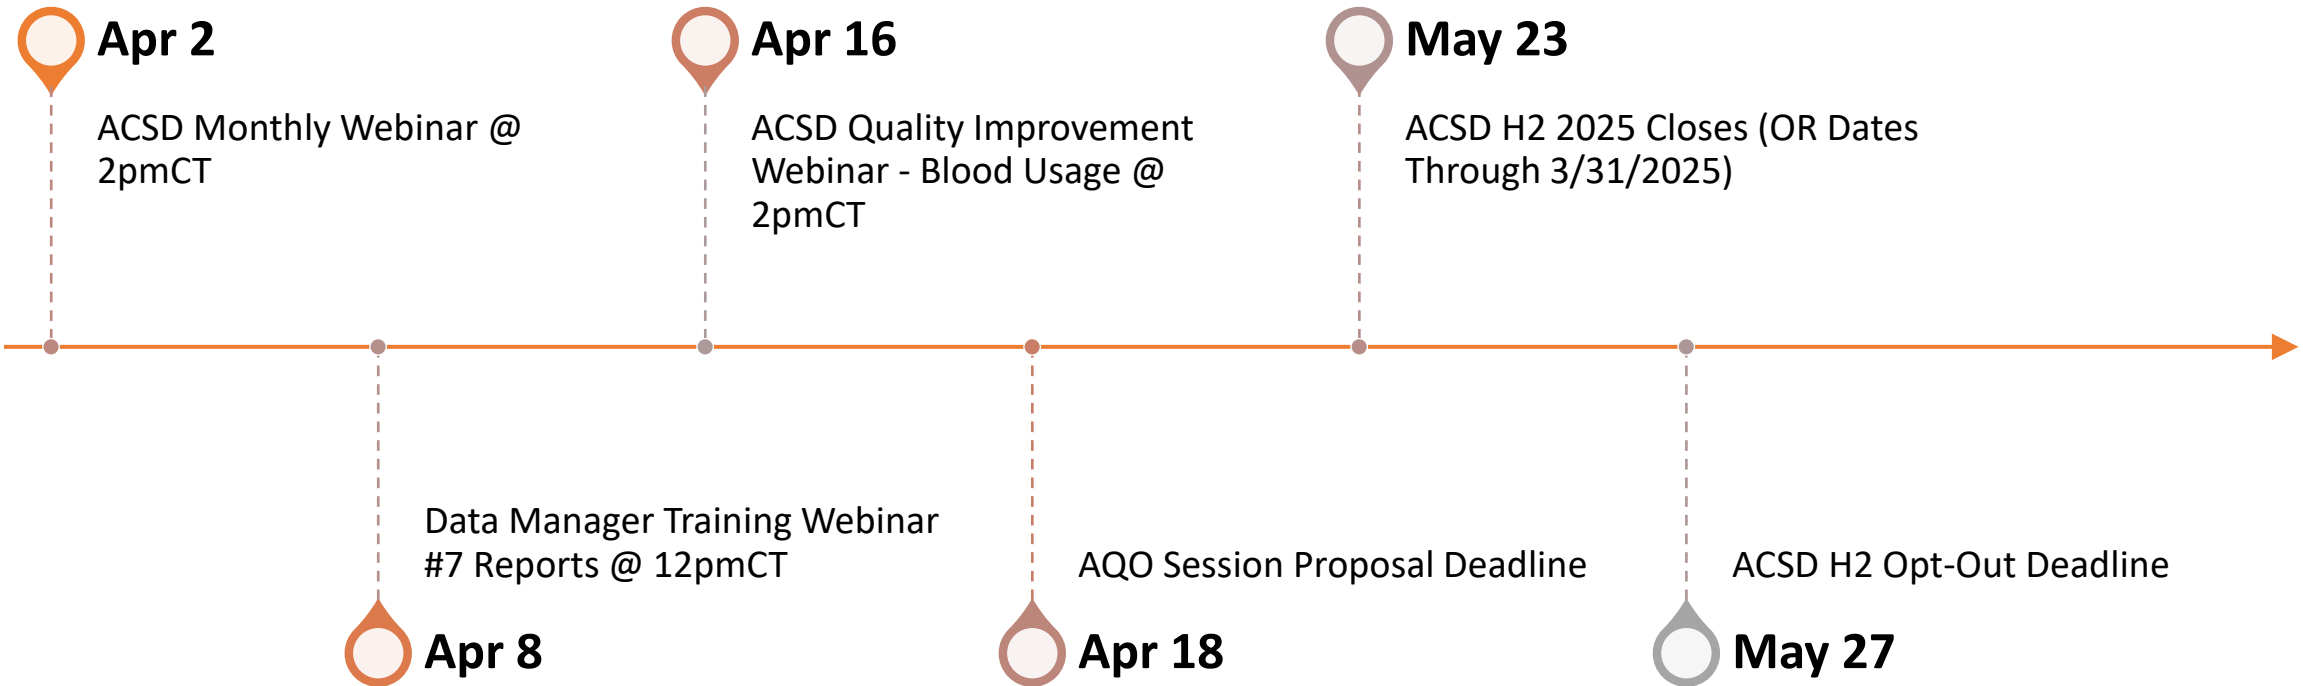 Apr 2
ACSD Monthly Webinar @
2pmCT
Data Manager Training Webinar
#7 Reports @ 12pmCT
Apr 8
Apr 16
ACSD Quality Improvement
Webinar - Blood Usage @
2pmCT
AQO Session Proposal Deadline
Apr 18
May 23
ACSD H2 2025 Closes (OR Dates
Through 3/31/2025)
ACSD H2 Opt-Out Deadline
May 27